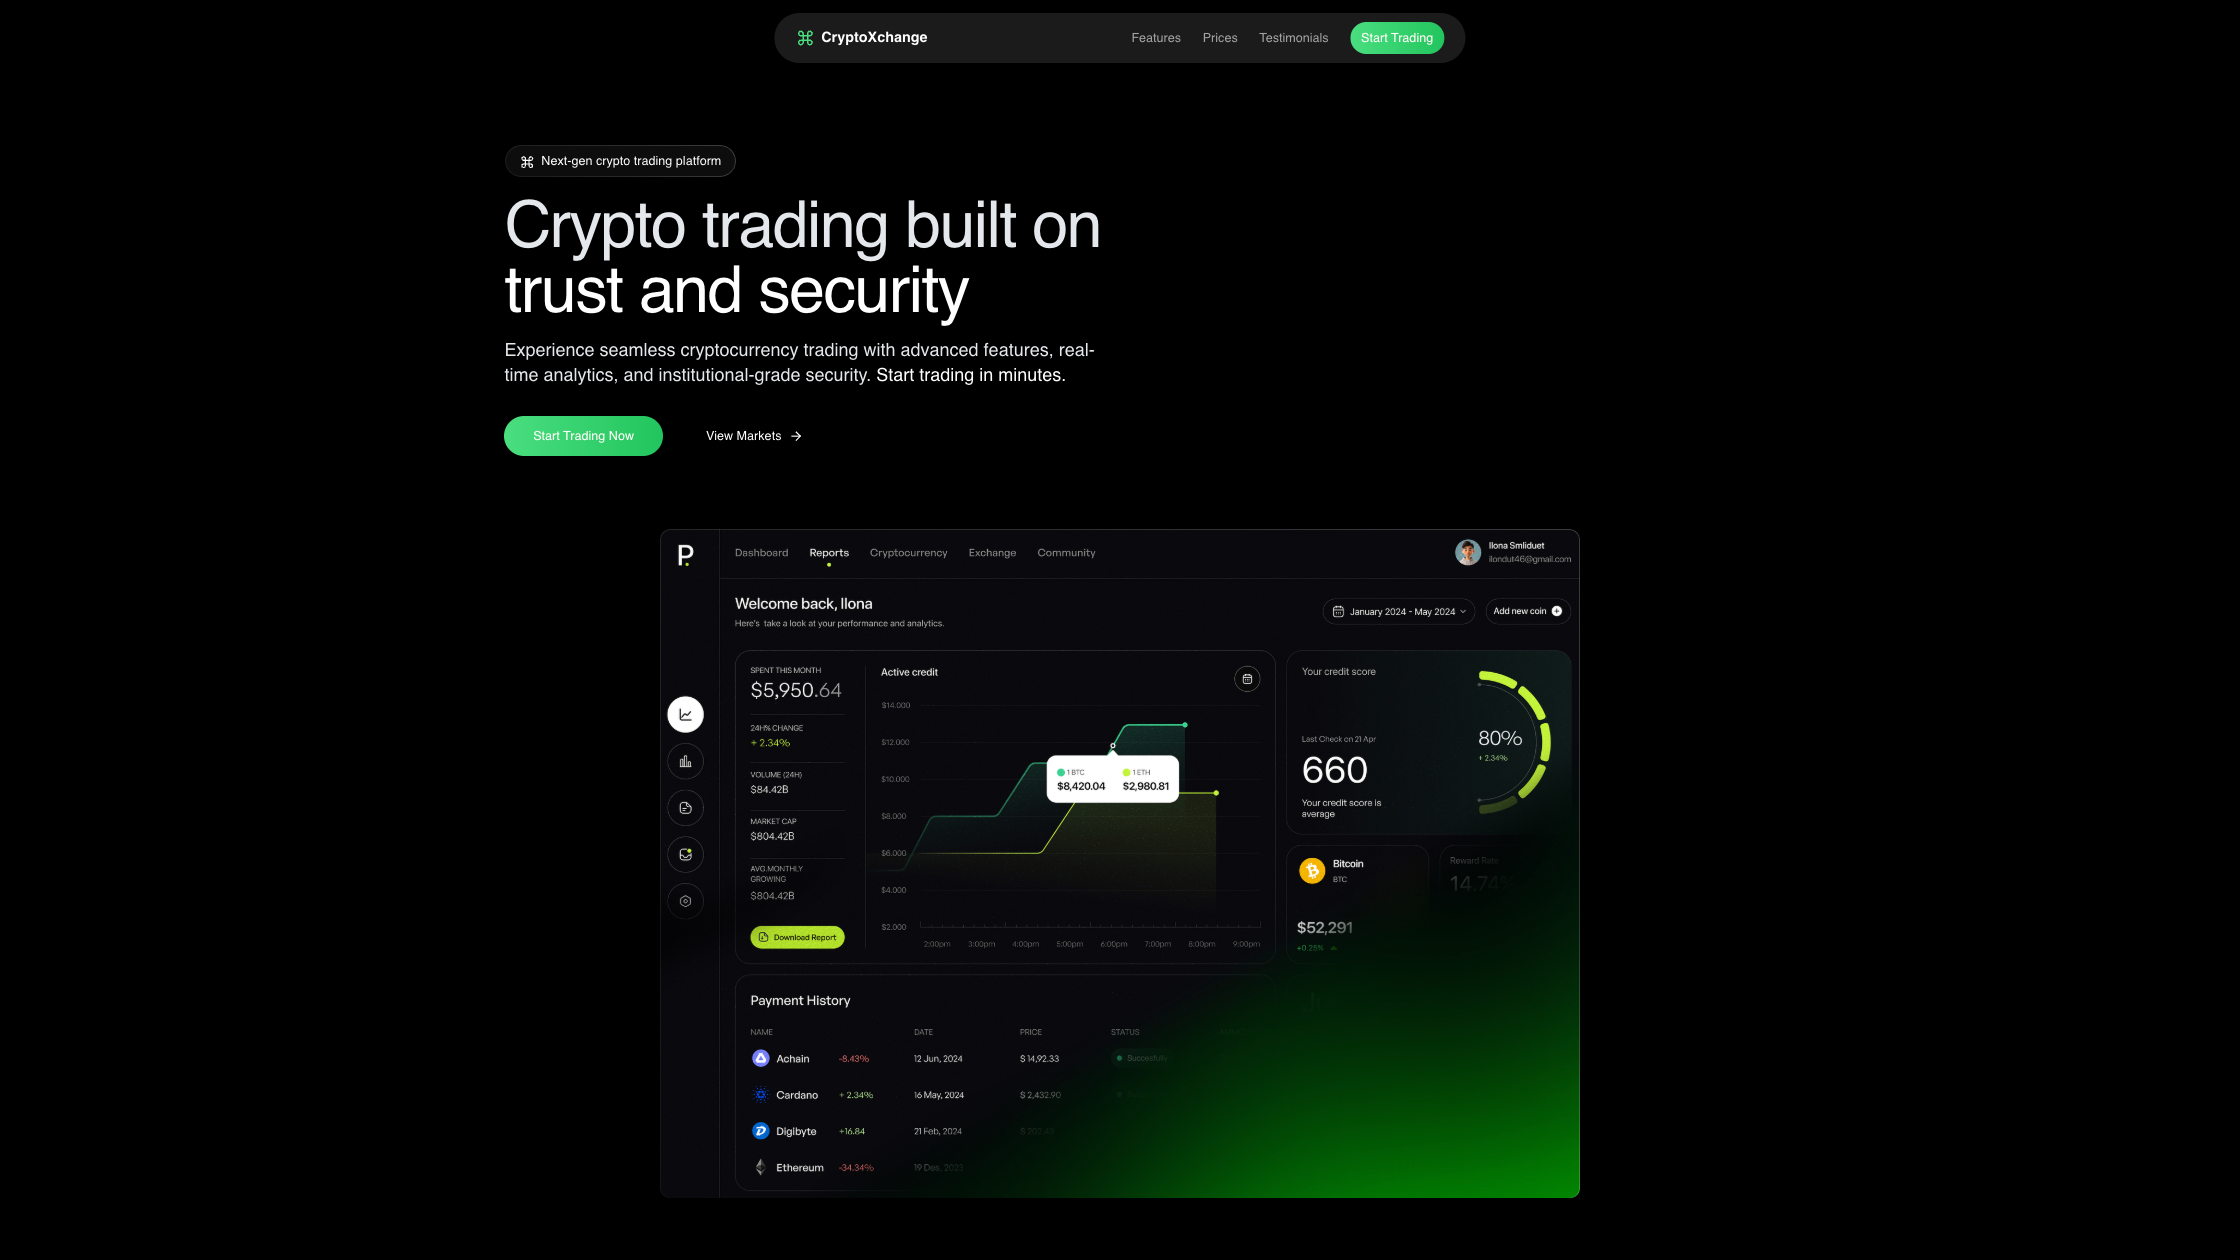 CryptoXchange
Features
Prices
Testimonials
Start Trading
Next-gen crypto trading platform
Crypto trading built on
trust and security
Experience seamless cryptocurrency trading with advanced features, real-
time analytics, and institutional-grade security. Start trading in minutes.
Start Trading Now
View Markets
P.
Dashboard
Reports
Cryptocurrency
Exchange
Community
Ilona Smliduet
Ilondut46@gmail.com
Welcome back, Ilona
Here's take a look at your performance and analytics.
January 2024 - May 2024
Add new coin
SPENT THIS MONTH
$5,950.64
24H% CHANGE
+ 2.34%
VOLUME (24H)
$84.42B
MARKET CAP
$804.42B
AVG.MONTHLY
GROWING
$804.42B
Download Report
Active credit
$14.000
$12.000
$10.000
$8.000
$6.000
$4.000
$2.000
1 BTC
$8,420.04
1 ETH
$2,980.81
2:00pm
3:00pm
4:00pm
5:00pm
6:00pm
7:00pm
8:00pm
9:00pm
Your credit score
Last Check on 21 Apr
660
Your credit score is
average
80%
+ 2.34%
Bitcoin
BTC
$52,291
+0.25%
Reward Rate
14.74%
Payment History
NAME
DATE
PRICE
STATUS
Achain
-8.43%
12 Jun, 2024
$ 14,92.33
Succesfully
Cardano
+ 2.34%
16 May, 2024
$ 2,432.90
Digibyte
+16.84
21 Feb, 2024
Ethereum
-34.34%
19 Des, 2023